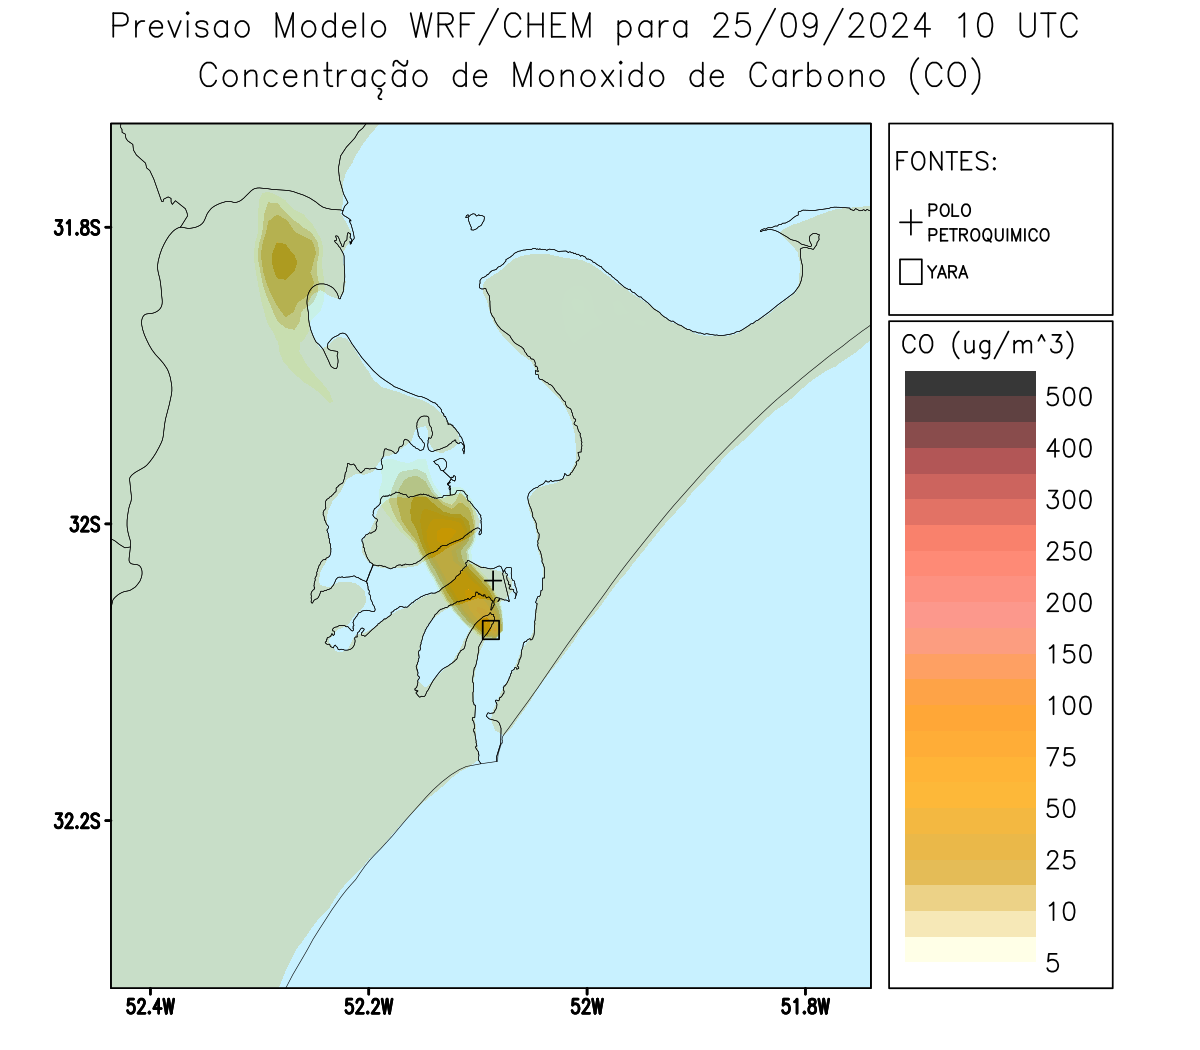 Previsao Modelo WRF/CHEM para 25/09/2024 10 UTC
Concentração de Monoxido de Carbono (CO)
FONTES:
POLO
PETROQUIMICO
YARA
CO (ug/m^3)
500
400
300
250
200
150
100
75
50
25
10
5
31.8S
32S
32.2S
52.4W
52.2W
52W
51.8W